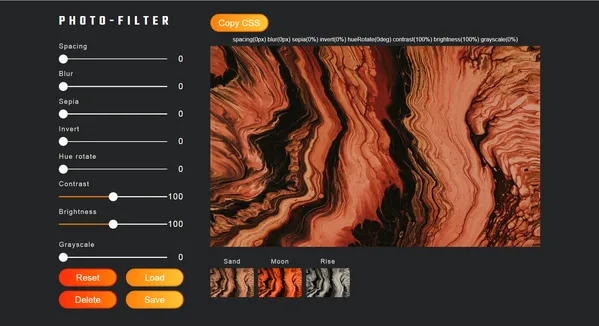 PHOTO-FILTER
Spacing
0
Blur
0
Sepia
0
Invert
0
Hue rotate
0
Contrast
100
Brightness
100
Grayscale
0
Reset
Load
Delete
Save
Copy CSS
spacing(0px) blur(0px) sepia(0%) invert(0%) hueRotate(0deg) contrast(100%) brightness(100%) grayscale(0%)
Sand
Moon
Rise